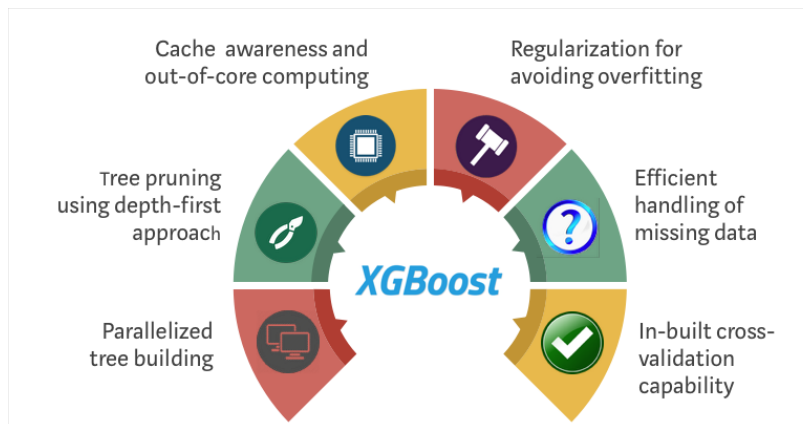 Cache awareness and
out-of-core computing
Regularization for
avoiding overfitting
Tree pruning
using depth-first
approach
Efficient
handling of
missing data
?
XGBoost
Parallelized
tree building
In-built cross-
validation
capability